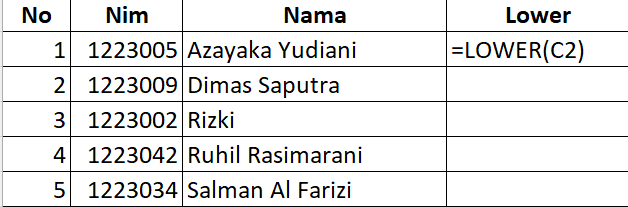 No Nim Nama Lower
1 1223005 Azayaka Yudiani =LOWER(C2)
2 1223009 Dimas Saputra
3 1223002 Rizki
4 1223042 Ruhil Rasimarani
5 1223034 Salman Al Farizi